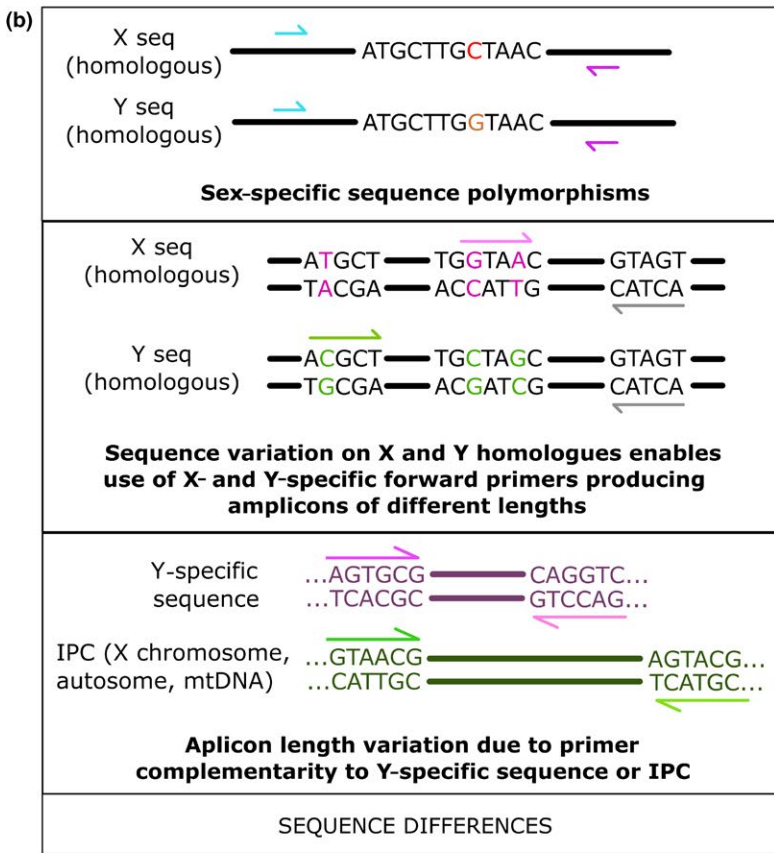 (b)
X seq
(homologous)
ATGCTTGCTAAC
Y seq
(homologous)
ATGCTTGGTAAC
Sex-specific sequence polymorphisms
X seq
(homologous)
ATGCT TGGTAAC GTAGT
TACGA ACCATTG CATCA
Y seq
(homologous)
ACGCT TGCTAGC GTAGT
TGCGA ACGATCG CATCA
Sequence variation on X and Y homologues enables
use of X- and Y-specific forward primers producing
amplicons of different lengths
Y-specific
sequence
...AGTGCG CAGGTC...
...TCACGC GTCCAG...
IPC (X chromosome,
autosome, mtDNA)
...GTAACG AGTACG...
...CATTGC TCATGC...
Aplicon length variation due to primer
complementarity to Y-specific sequence or IPC
SEQUENCE DIFFERENCES